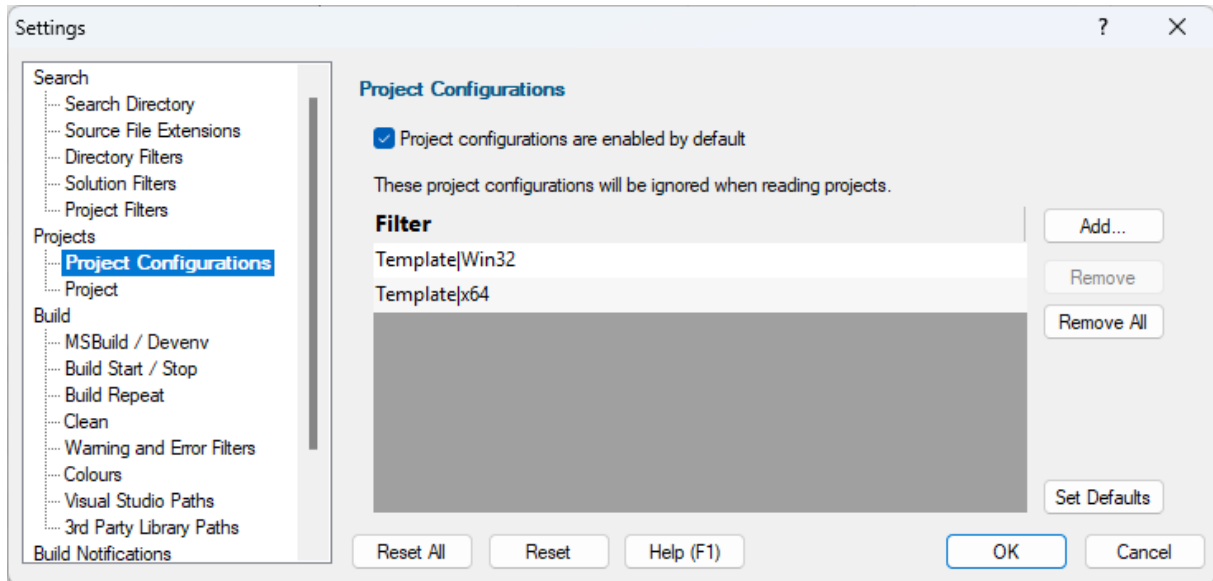 Settings
?
Search
Search Directory
Source File Extensions
Directory Filters
Solution Filters
Project Filters
Projects
Project Configurations
Project
Build
MSBuild / Devenv
Build Start / Stop
Build Repeat
Clean
Warning and Error Filters
Colours
Visual Studio Paths
3rd Party Library Paths
Build Notifications
Project Configurations
Project configurations are enabled by default
These project configurations will be ignored when reading projects.
Filter
Template|Win32
Template|x64
Add...
Remove
Remove All
Set Defaults
Reset All
Reset
Help (F1)
OK
Cancel